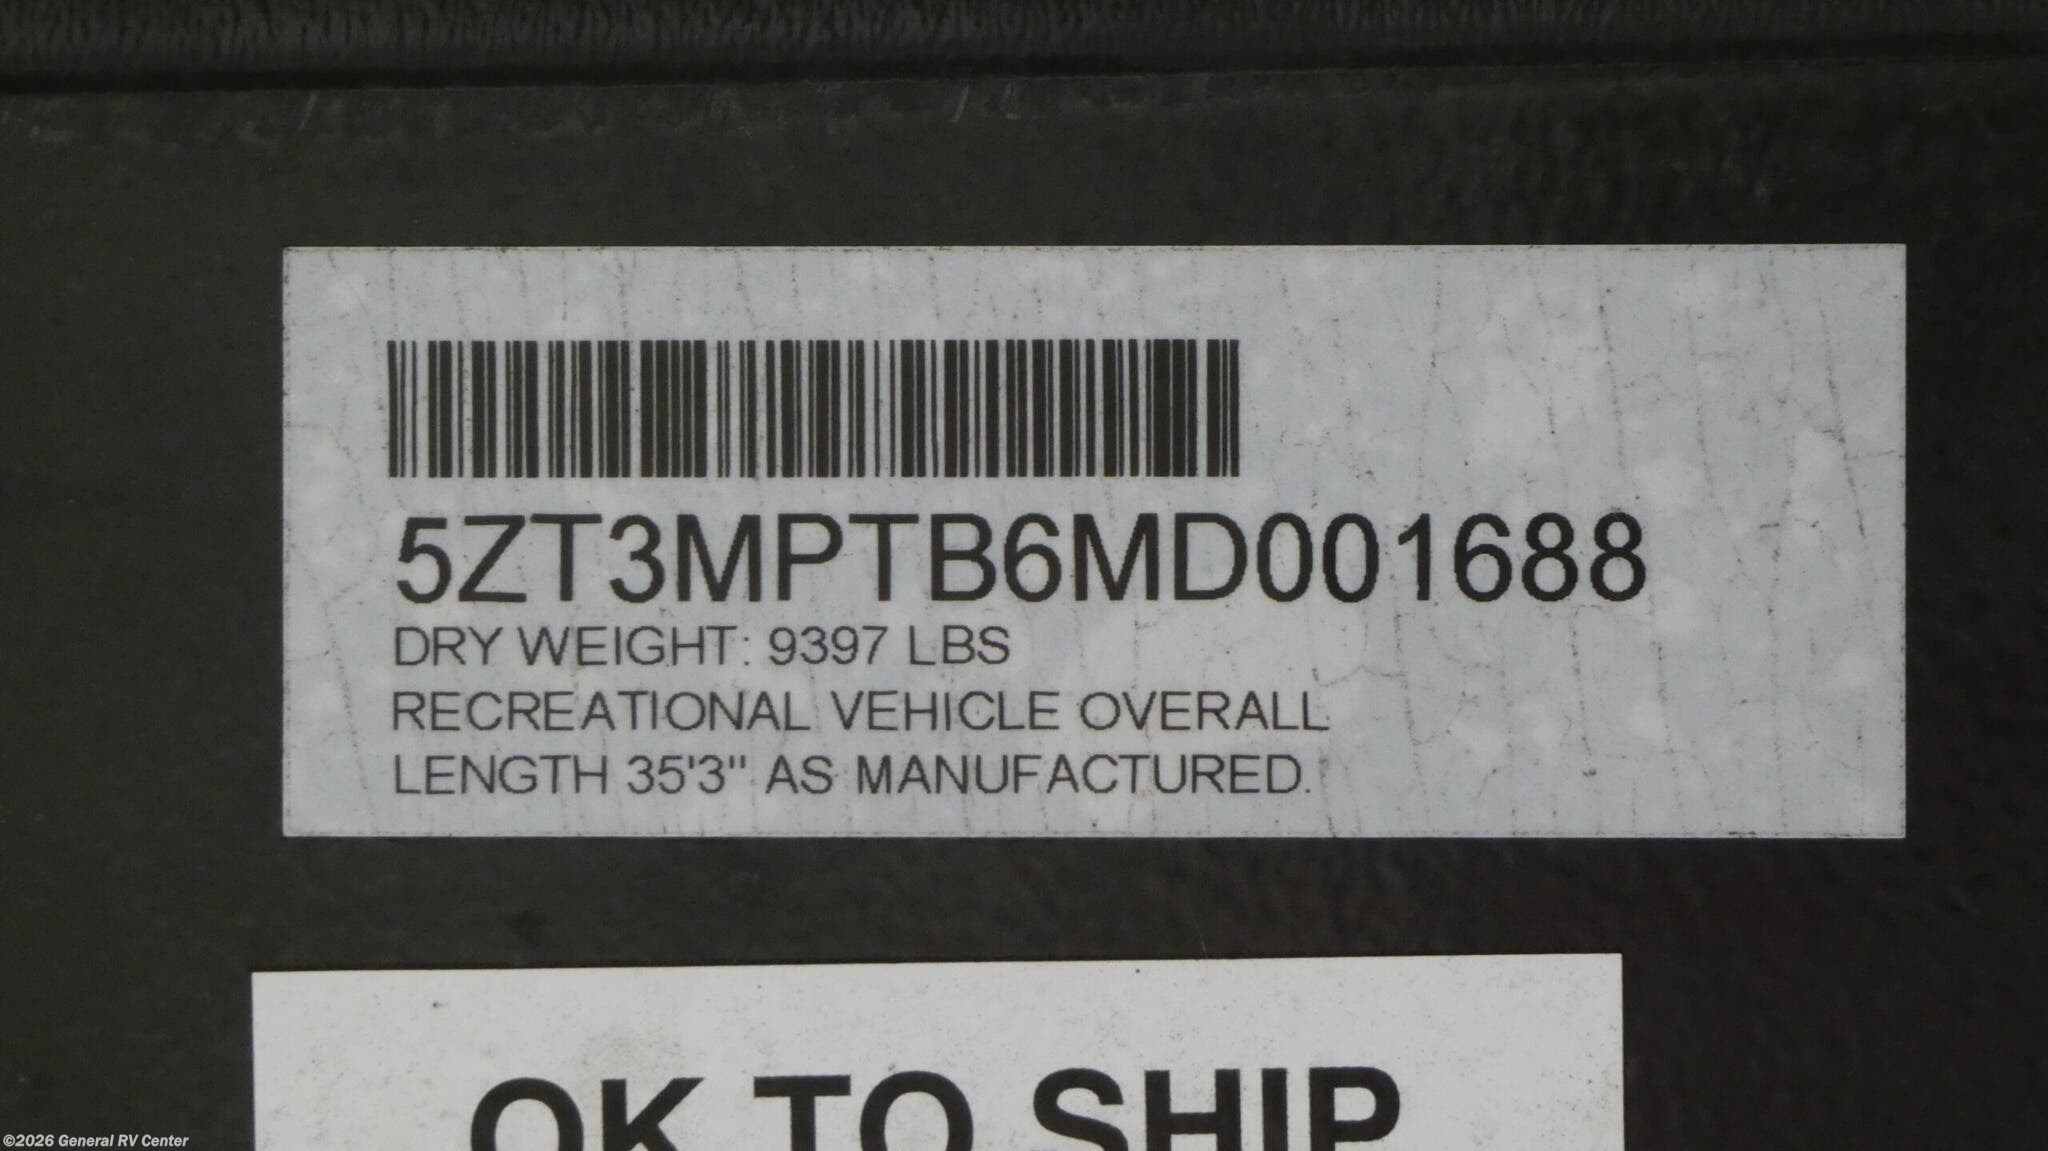 5ZT3MPTB6MD001688
DRY WEIGHT: 9397 LBS
RECREATIONAL VEHICLE OVERALL
LENGTH 35'3" AS MANUFACTURED.
OK TO SHIP
©2026 General RV Center